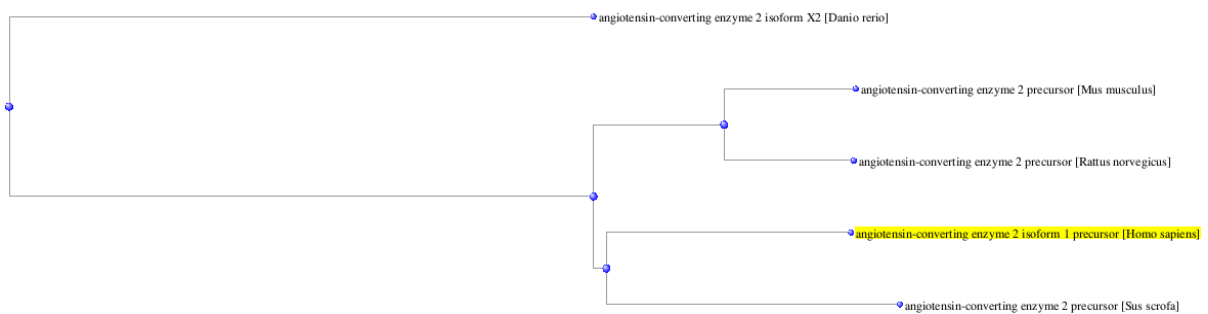 angiotensin-converting enzyme 2 isoform X2 [Danio rerio]
angiotensin-converting enzyme 2 precursor [Mus musculus]
angiotensin-converting enzyme 2 precursor [Rattus norvegicus]
angiotensin-converting enzyme 2 isoform 1 precursor [Homo sapiens]
angiotensin-converting enzyme 2 precursor [Sus scrofa]